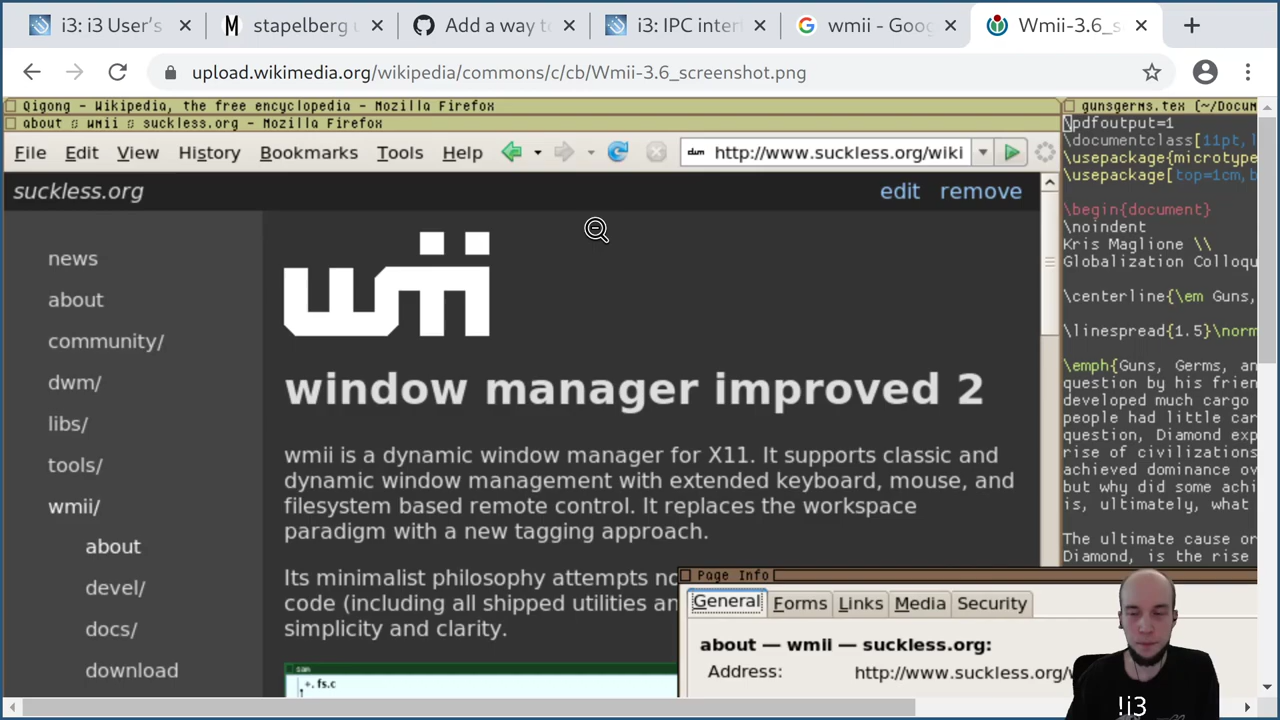 i3: i3 User's
stapelberg u
Add a way to
i3: IPC inter
wmii - Goog
Wmii-3.6_s
upload.wikimedia.org/wikipedia/commons/c/cb/Wmii-3.6_screenshot.png
Qigong - Wikipedia, the free encyclopedia - Mozilla Firefox
about :: wmii :: suckless.org - Mozilla Firefox
File Edit View History Bookmarks Tools Help
dwm http://www.suckless.org/wiki
suckless.org
edit remove
news
about
community/
dwm/
libs/
tools/
wmii/
about
devel/
docs/
download
wmii
window manager improved 2
wmii is a dynamic window manager for X11. It supports classic and
dynamic window management with extended keyboard, mouse, and
filesystem based remote control. It replaces the workspace
paradigm with a new tagging approach.
Its minimalist philosophy attempts
code (including all shipped utilities
simplicity and clarity.
sam
+. fs.c
Page Info
General Forms Links Media Security
about — wmii — suckless.org:
Address: http://www.suckless.org/
gunsgerms.tex (~/Docum
\pdfoutput=1
\documentclass[11pt,l
\usepackage{microtype
\usepackage[top=1cm,b
\begin{document}
\noindent
Kris Maglione \\
Globalization Colloqu
\centerline{\em Guns,
\linespread{1.5}\norm
\emph{Guns, Germs, an
question by his frien
developed much cargo
people had little car
question, Diamond exp
rise of civilizations
achieved dominance ov
but why did some achi
is, ultimately, what
The ultimate cause or
Diamond, is the rise
!i3